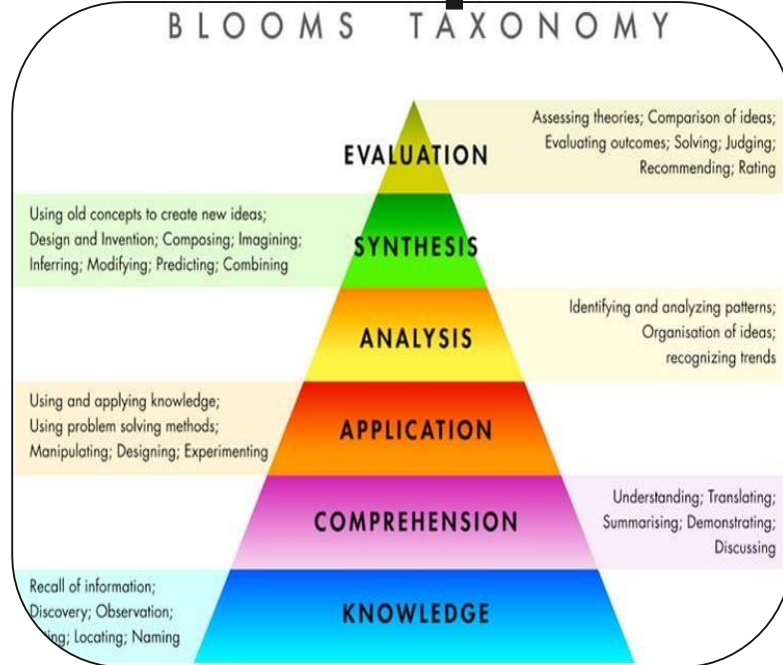 BLOOMS TAXONOMY
EVALUATION
Assessing theories; Comparison of ideas;
Evaluating outcomes; Solving; Judging;
Recommending; Rating
Using old concepts to create new ideas;
Design and Invention; Composing; Imagining;
Inferring; Modifying; Predicting; Combining
SYNTHESIS
ANALYSIS
Identifying and analyzing patterns;
Organisation of ideas;
recognizing trends
Using and applying knowledge;
Using problem solving methods;
Manipulating; Designing; Experimenting
APPLICATION
COMPREHENSION
Understanding; Translating;
Summarising; Demonstrating;
Discussing
Recall of information;
Discovery; Observation;
Locating; Naming
KNOWLEDGE